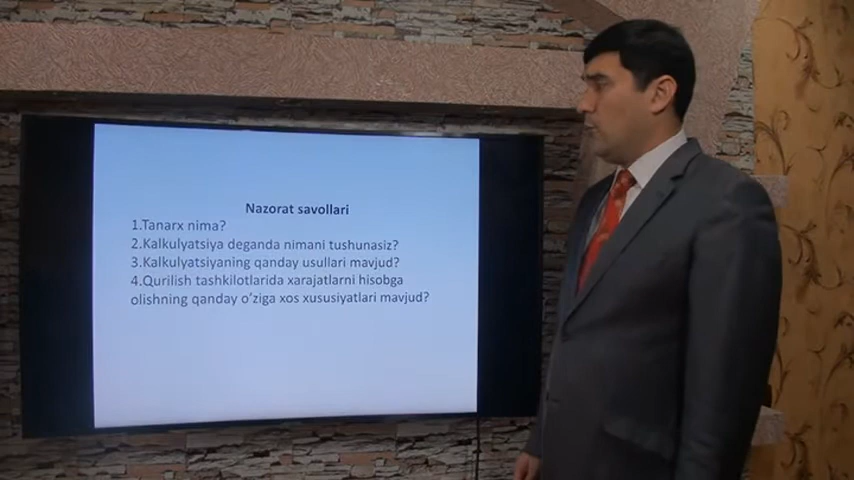 Nazorat savollari
1.Tanarx nima?
2.Kalkulyatsiya deganda nimani tushunasiz?
3.Kalkulyatsiyaning qanday usullari mavjud?
4.Qurilish tashkilotlarida xarajatlarni hisobga
olishning qanday o’ziga xos xususiyatlari mavjud?